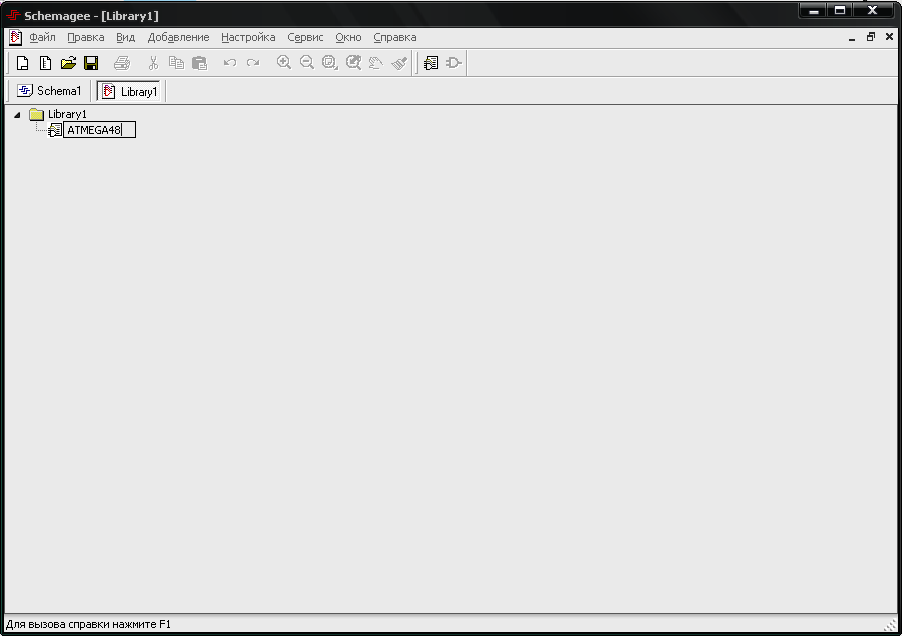 Schemagee - [Library1]
Файл Правка Вид Добавление Настройка Сервис Окно Справка
Schema1 Library1
Library1
ATMEGA48
Для вызова справки нажмите F1